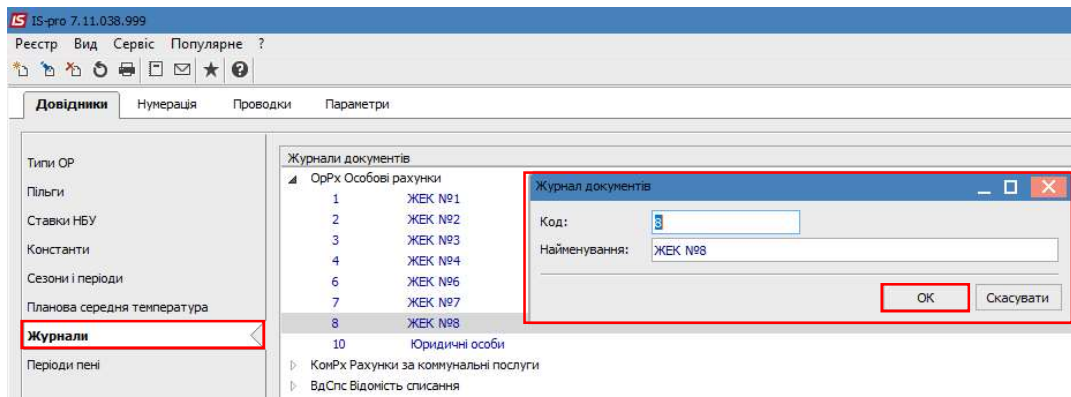 IS-pro 7.11.038.999
Реєстр Вид Сервіс Популярне ?
Довідники Нумерація Проводки Параметри
Типи ОР
Пільги
Ставки НБУ
Константи
Сезони і періоди
Планова середня температура
Журнали
Періоди пені
Журнали документів
ОрРх Особові рахунки
1 ЖЕК №1
2 ЖЕК №2
3 ЖЕК №3
4 ЖЕК №4
6 ЖЕК №6
7 ЖЕК №7
8 ЖЕК №8
10 Юридичні особи
КомРх Рахунки за коммунальні послуги
ВдСпс Відомість списання
Журнал документів
Код: 8
Найменування: ЖЕК №8
ОК Скасувати